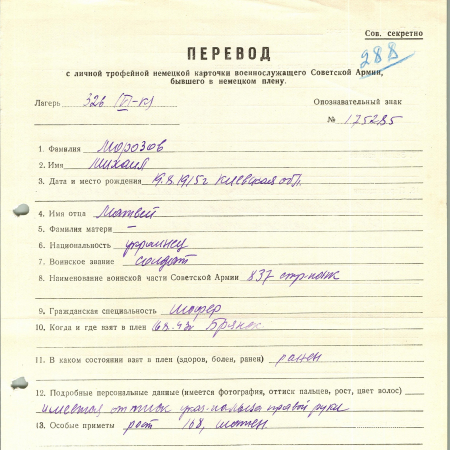 Сов. секретно
288
ПЕРЕВОД
с личной трофейной немецкой карточки военнослужащего Советской Армии,
бывшего в немецком плену.
Лагерь 326 (VI-К) Опознавательный знак
№ 175285
1. Фамилия Морозов
2. Имя Михаил
3. Дата и место рождения 19.8.1915г Киевская обл.
4. Имя отца Матвей
5. Фамилия матери –
6. Национальность украинец
7. Воинское звание солдат
8. Наименование воинской части Советской Армии 837 стр. полк
9. Гражданская специальность шофер
10. Когда и где взят в плен Брянск
11. В каком состоянии взят в плен (здоров, болен, ранен) ранен
12. Подробные персональные данные (имеется фотография, оттиск пальцев, рост, цвет волос)
имеется оттиск указ. пальца правой руки
13. Особые приметы рост 168, шатен